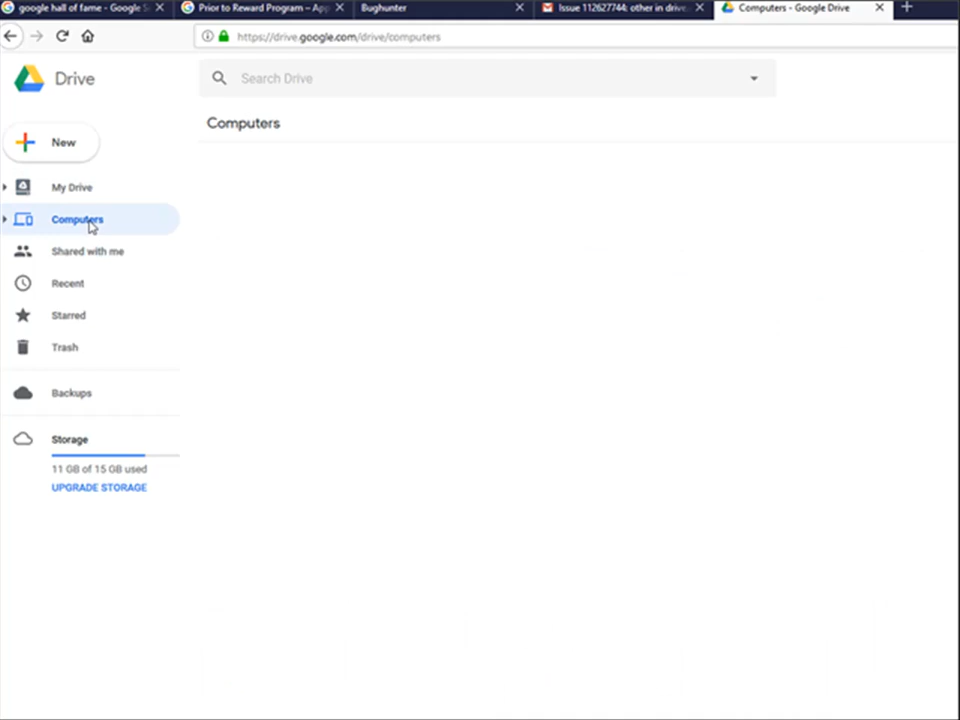 google hall of fame - Google S
Prior to Reward Program – App
Bughunter
Issue 112627744: other in drive.
Computers - Google Drive
https://drive.google.com/drive/computers
Drive
Search Drive
New
Computers
My Drive
Computers
Shared with me
Recent
Starred
Trash
Backups
Storage
11 GB of 15 GB used
UPGRADE STORAGE